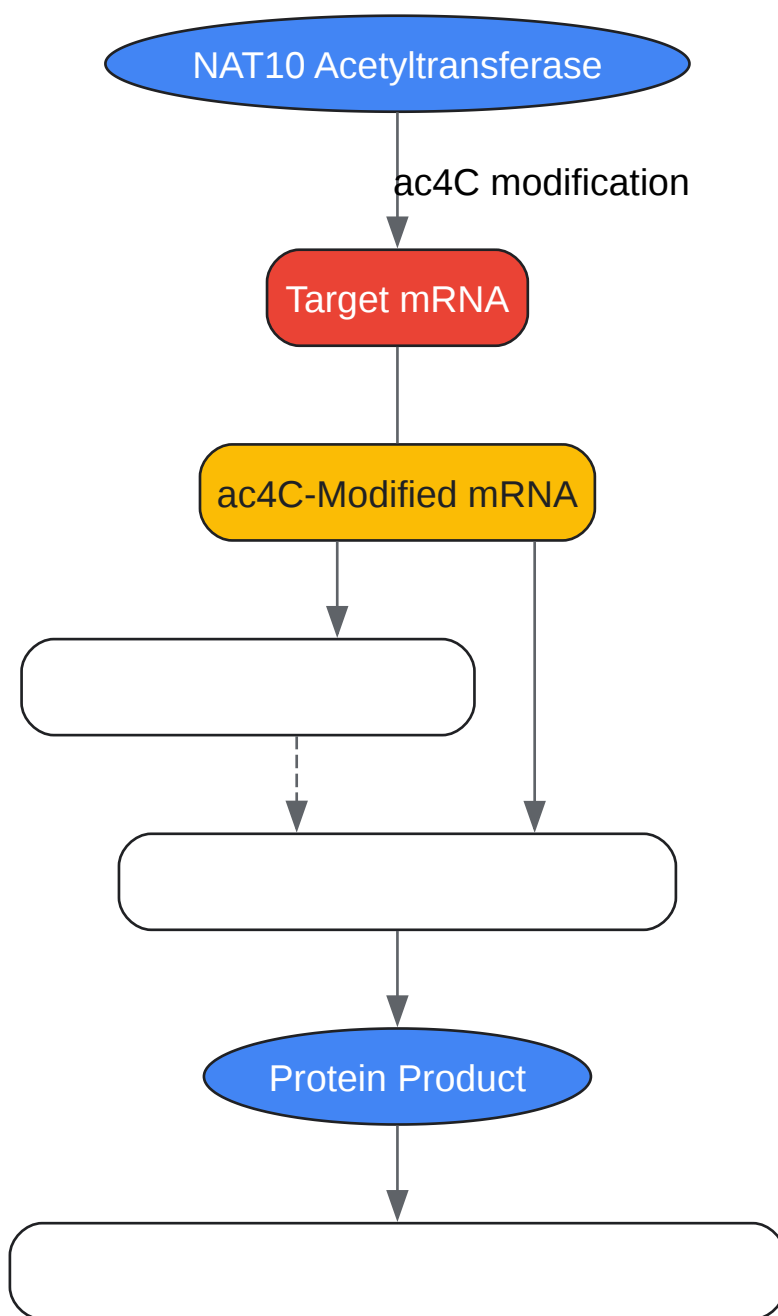 NAT10 Acetyltransferase
ac4C modification
Target mRNA
ac4C-Modified mRNA
Protein Product